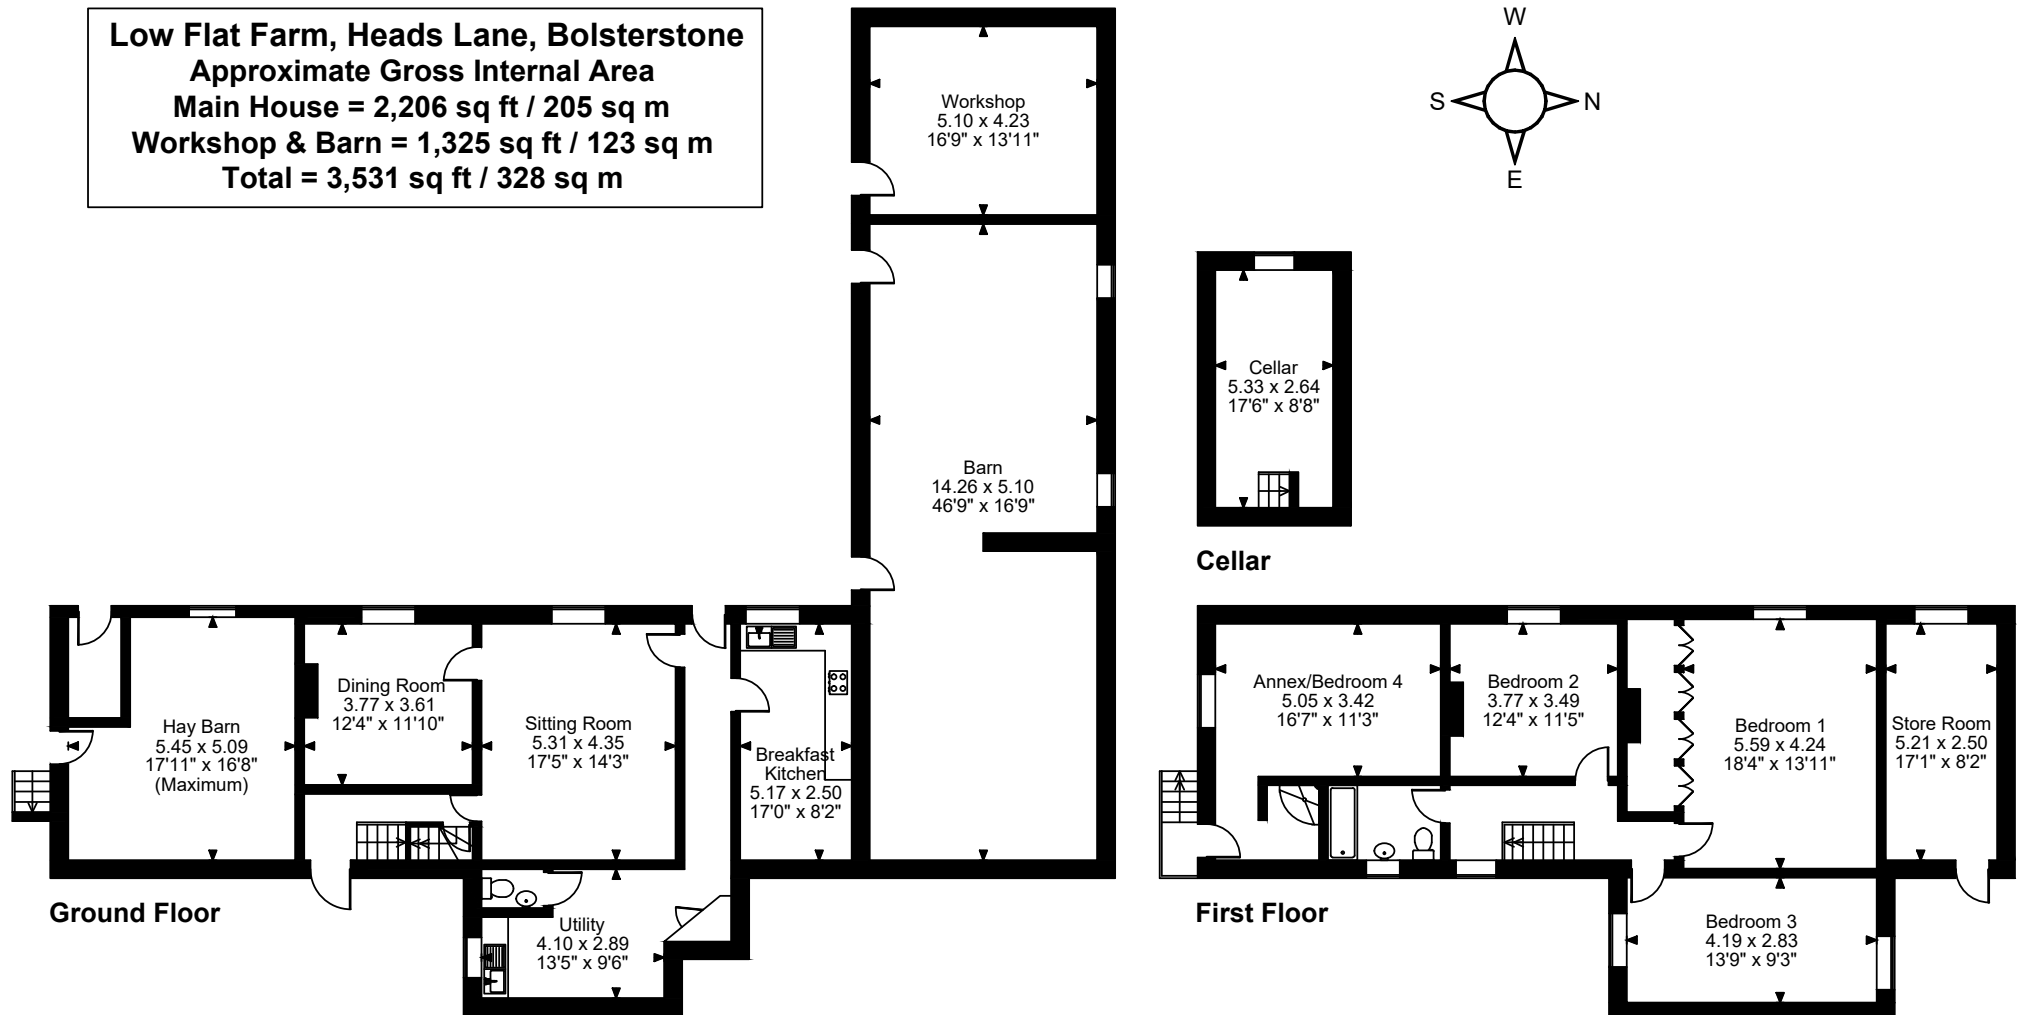 Low Flat Farm, Heads Lane, Bolsterstone
Approximate Gross Internal Area
Main House = 2,206 sq ft / 205 sq m
Workshop & Barn = 1,325 sq ft / 123 sq m
Total = 3,531 sq ft / 328 sq m
W
S
N
E
Workshop
5.10 x 4.23
16'9" x 13'11"
Barn
14.26 x 5.10
46'9" x 16'9"
Cellar
5.33 x 2.64
17'6" x 8'8"
Cellar
Hay Barn
5.45 x 5.09
17'11" x 16'8"
(Maximum)
Dining Room
3.77 x 3.61
12'4" x 11'10"
Sitting Room
5.31 x 4.35
17'5" x 14'3"
Breakfast
Kitchen
5.17 x 2.50
17'0" x 8'2"
Utility
4.10 x 2.89
13'5" x 9'6"
Ground Floor
Annex/Bedroom 4
5.05 x 3.42
16'7" x 11'3"
Bedroom 2
3.77 x 3.49
12'4" x 11'5"
Bedroom 1
5.59 x 4.24
18'4" x 13'11"
Store Room
5.21 x 2.50
17'1" x 8'2"
Bedroom 3
4.19 x 2.83
13'9" x 9'3"
First Floor